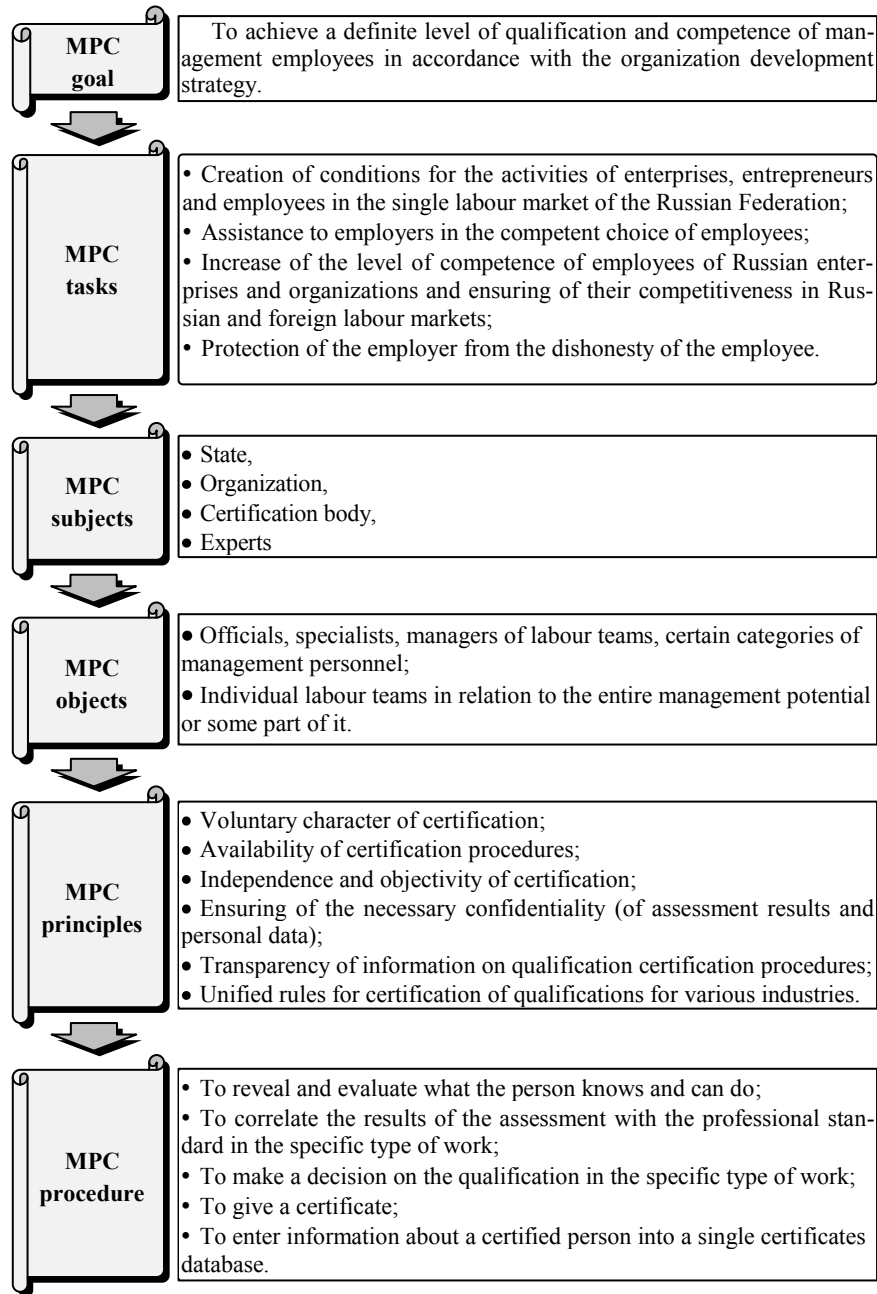 MPC
goal
To achieve a definite level of qualification and competence of man-
agement employees in accordance with the organization development
strategy.
MPC
tasks
• Creation of conditions for the activities of enterprises, entrepreneurs
and employees in the single labour market of the Russian Federation;
• Assistance to employers in the competent choice of employees;
• Increase of the level of competence of employees of Russian enter-
prises and organizations and ensuring of their competitiveness in Rus-
sian and foreign labour markets;
• Protection of the employer from the dishonesty of the employee.
MPC
subjects
• State,
• Organization,
• Certification body,
• Experts
MPC
objects
• Officials, specialists, managers of labour teams, certain categories of
management personnel;
• Individual labour teams in relation to the entire management potential
or some part of it.
MPC
principles
• Voluntary character of certification;
• Availability of certification procedures;
• Independence and objectivity of certification;
• Ensuring of the necessary confidentiality (of assessment results and
personal data);
• Transparency of information on qualification certification procedures;
• Unified rules for certification of qualifications for various industries.
MPC
procedure
• To reveal and evaluate what the person knows and can do;
• To correlate the results of the assessment with the professional stan-
dard in the specific type of work;
• To make a decision on the qualification in the specific type of work;
• To give a certificate;
• To enter information about a certified person into a single certificates
database.